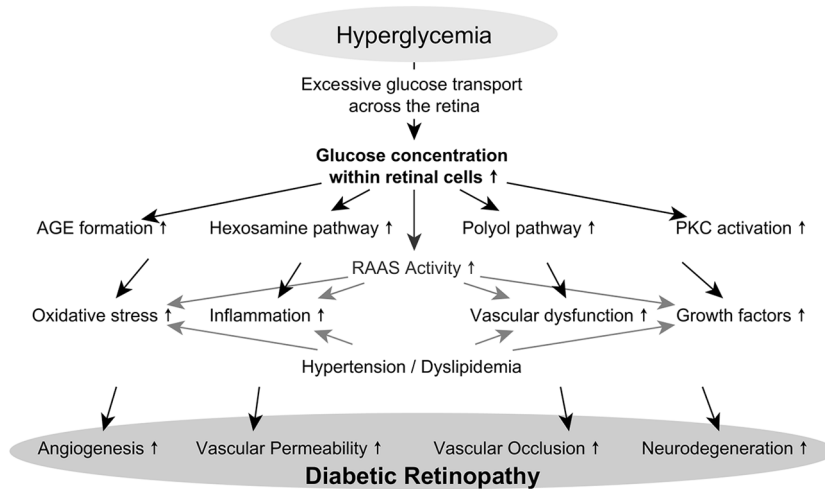 Hyperglycemia
Excessive glucose transport
across the retina
Glucose concentration
within retinal cells ↑
AGE formation ↑ Hexosamine pathway ↑ Polyol pathway ↑ PKC activation ↑
RAAS Activity ↑
Oxidative stress ↑ Inflammation ↑ Vascular dysfunction ↑ Growth factors ↑
Hypertension / Dyslipidemia
Angiogenesis ↑ Vascular Permeability ↑ Vascular Occlusion ↑ Neurodegeneration ↑
Diabetic Retinopathy